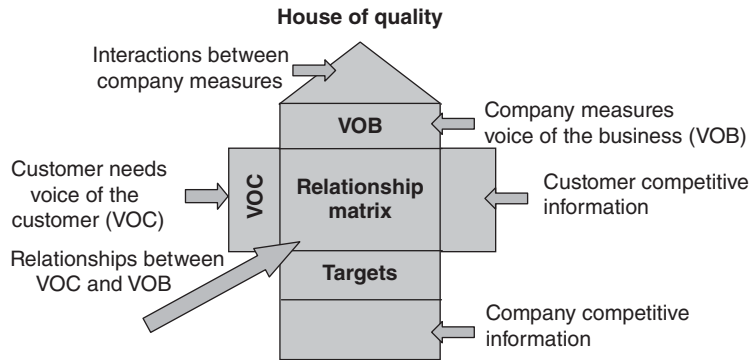 House of quality
Interactions between
company measures
VOB
Company measures
voice of the business (VOB)
Customer needs
voice of the
customer (VOC)
VOC
Relationship
matrix
Customer competitive
information
Relationships between
VOC and VOB
Targets
Company competitive
information